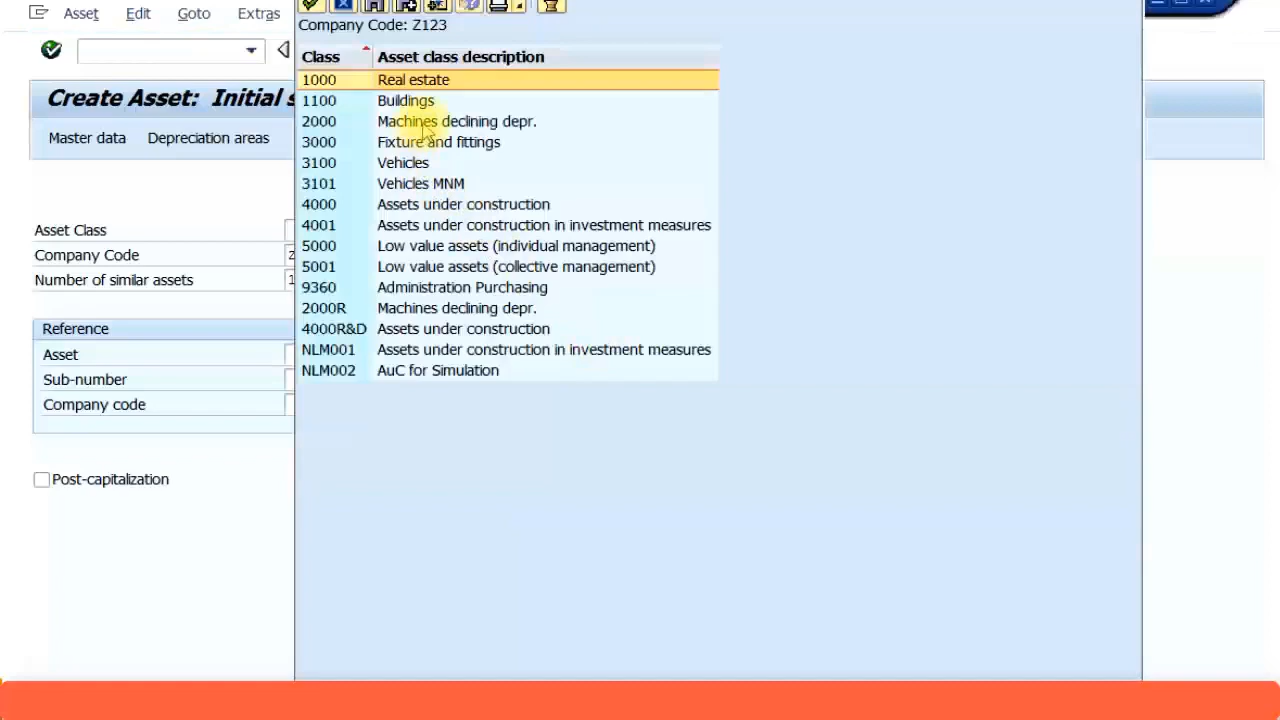 Asset Edit Goto Extras
Company Code: Z123
Class Asset class description
1000 Real estate
1100 Buildings
2000 Machines declining depr.
3000 Fixture and fittings
3100 Vehicles
3101 Vehicles MNM
4000 Assets under construction
4001 Assets under construction in investment measures
5000 Low value assets (individual management)
5001 Low value assets (collective management)
9360 Administration Purchasing
2000R Machines declining depr.
4000R&D Assets under construction
NLM001 Assets under construction in investment measures
NLM002 AuC for Simulation
Create Asset: Initial s
Master data Depreciation areas
Asset Class
Company Code
Number of similar assets 1
Reference
Asset
Sub-number
Company code
Post-capitalization